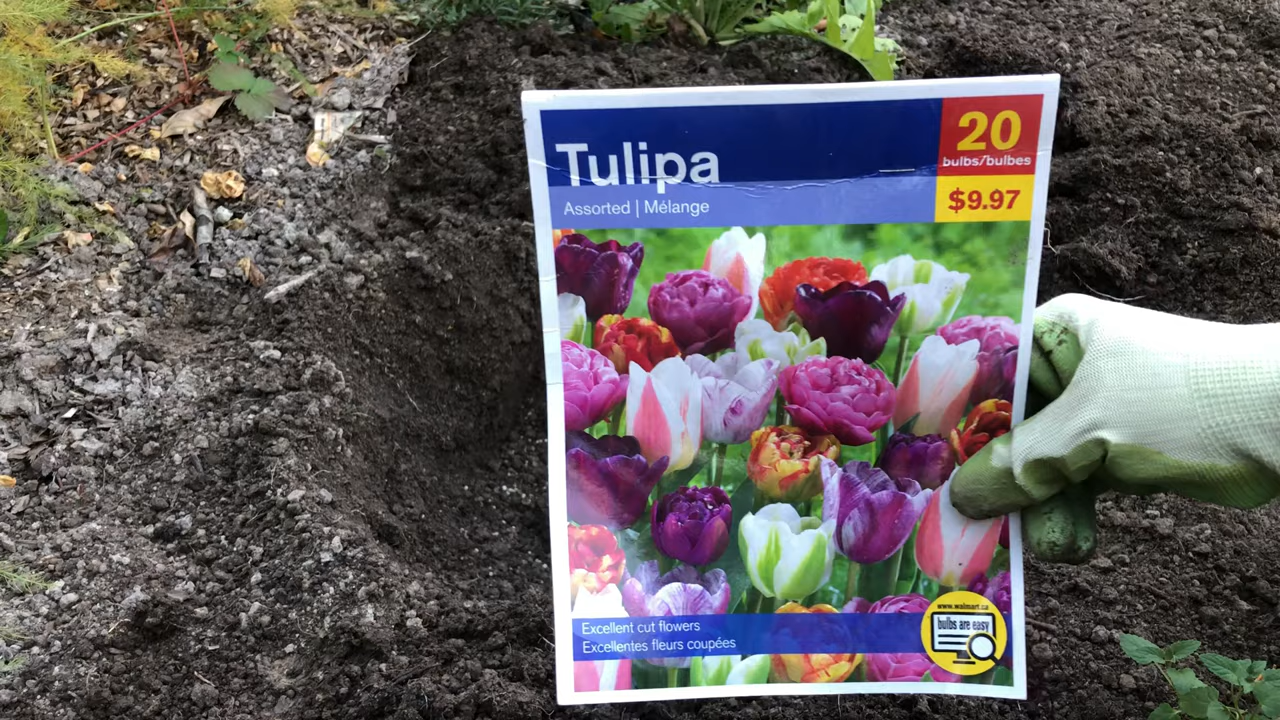 Tulipa
Assorted | Mélange
20
bulbs/bulbes
$9.97
Excellent cut flowers
Excellentes fleurs coupées
www.walmart.ca
bulbs are easy